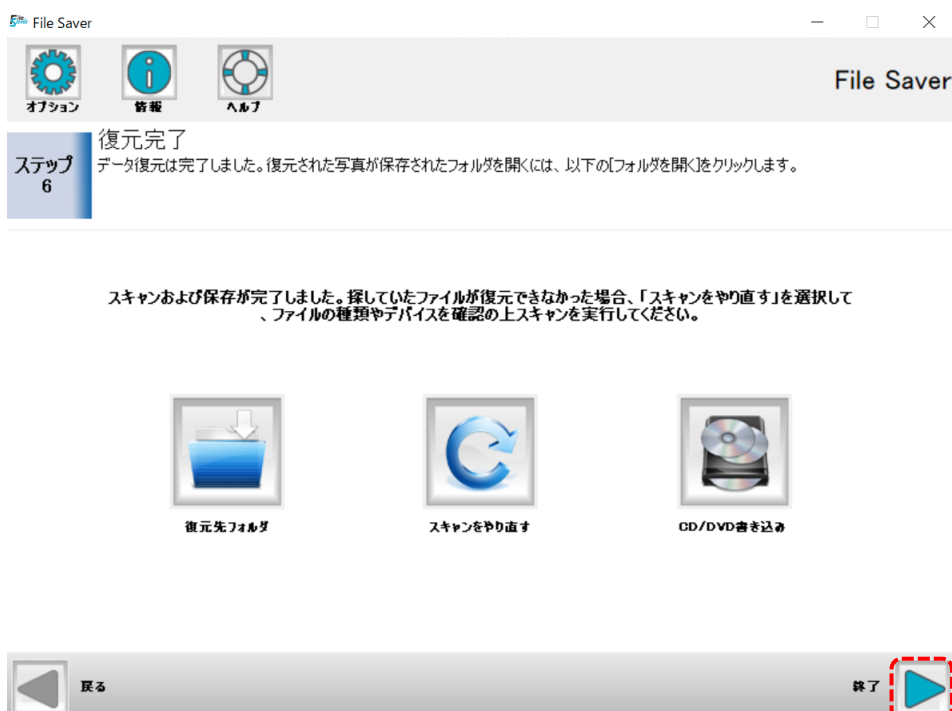 File Saver
File Saver
オプション
情報
ヘルプ
File Saver
ステップ
6
復元完了
データ復元は完了しました。復元された写真が保存されたフォルダを開くには、以下の[フォルダを開く]をクリックします。
スキャンおよび保存が完了しました。探していたファイルが復元できなかった場合、「スキャンをやり直す」を選択して
、ファイルの種類やデバイスを確認の上スキャンを実行してください。
復元先フォルダ
スキャンをやり直す
CD/DVD書き込み
戻る
終了